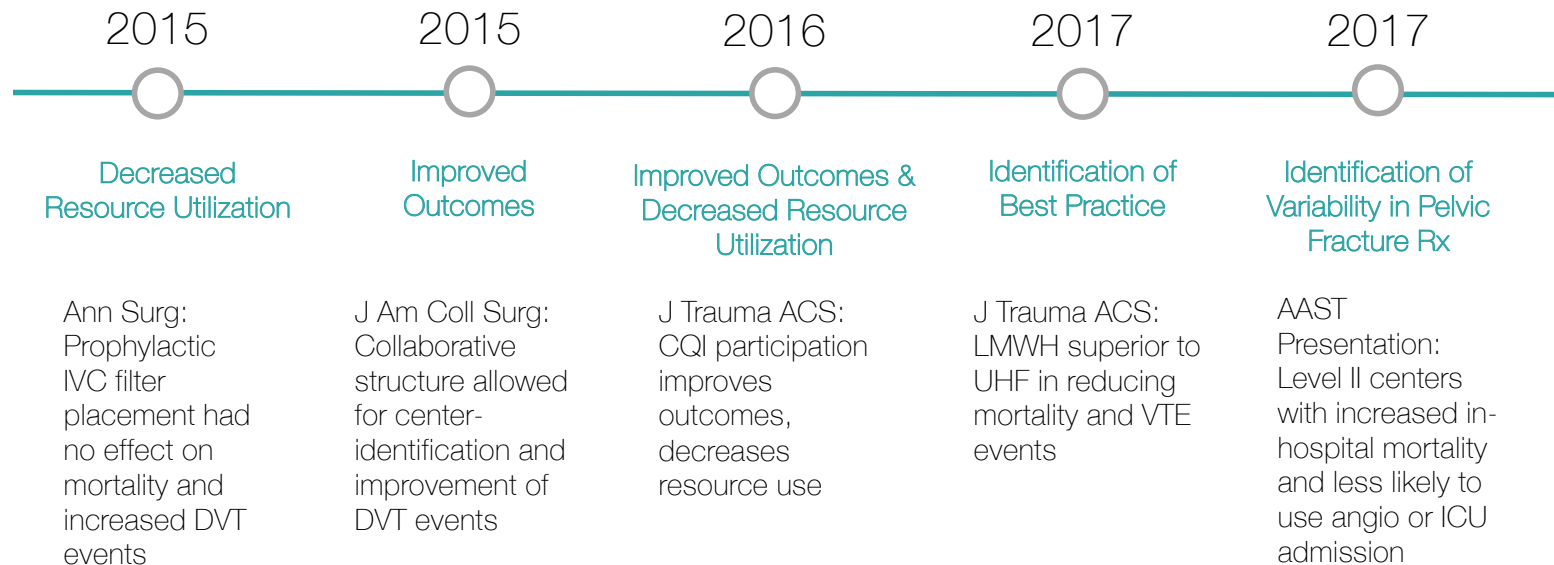 2015
Decreased
Resource Utilization
Ann Surg:
Prophylactic
IVC filter
placement had
no effect on
mortality and
increased DVT
events
2015
Improved
Outcomes
J Am Coll Surg:
Collaborative
structure allowed
for center-
identification and
improvement of
DVT events
2016
Improved Outcomes &
Decreased Resource
Utilization
J Trauma ACS:
CQI participation
improves
outcomes,
decreases
resource use
2017
Identification of
Best Practice
J Trauma ACS:
LMWH superior to
UHF in reducing
mortality and VTE
events
2017
Identification of
Variability in Pelvic
Fracture Rx
AAST
Presentation:
Level II centers
with increased in-
hospital mortality
and less likely to
use angio or ICU
admission